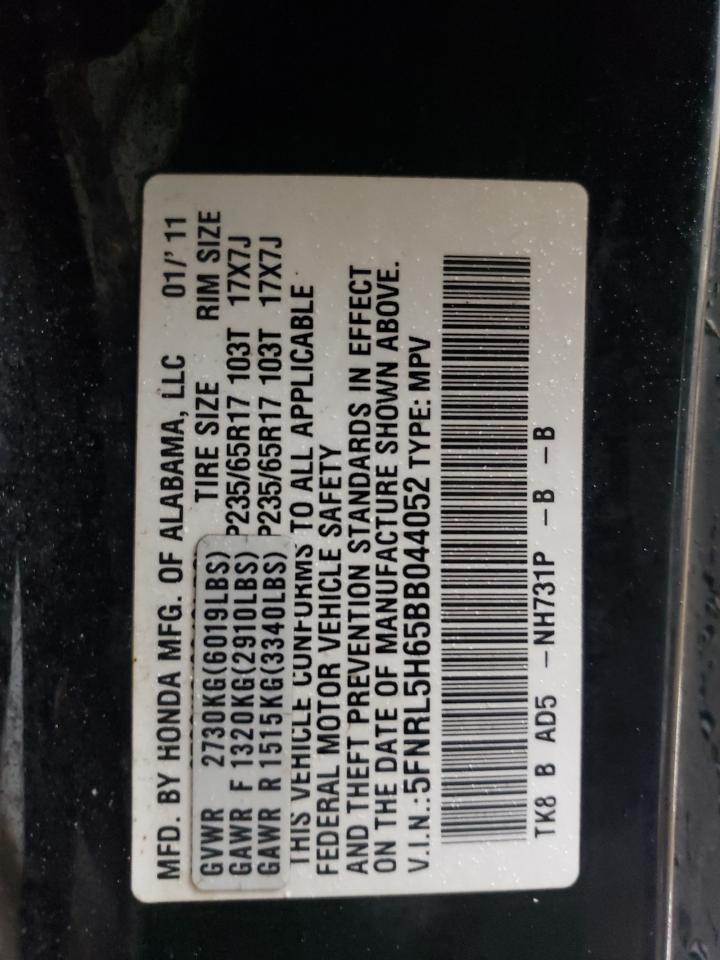 MFD. BY HONDA MFG. OF ALABAMA, LLC 01/'11
TIRE SIZE RIM SIZE
GVWR 2730KG(6019LBS)
GAWR F 1320KG(2910LBS) P235/65R17 103T 17X7J
GAWR R 1515KG(3340LBS) P235/65R17 103T 17X7J
THIS VEHICLE CONFORMS TO ALL APPLICABLE
FEDERAL MOTOR VEHICLE SAFETY
AND THEFT PREVENTION STANDARDS IN EFFECT
ON THE DATE OF MANUFACTURE SHOWN ABOVE.
V.I.N.:5FNRL5H65BB044052 TYPE: MPV
TK8 B AD5 -NH731P -B -B